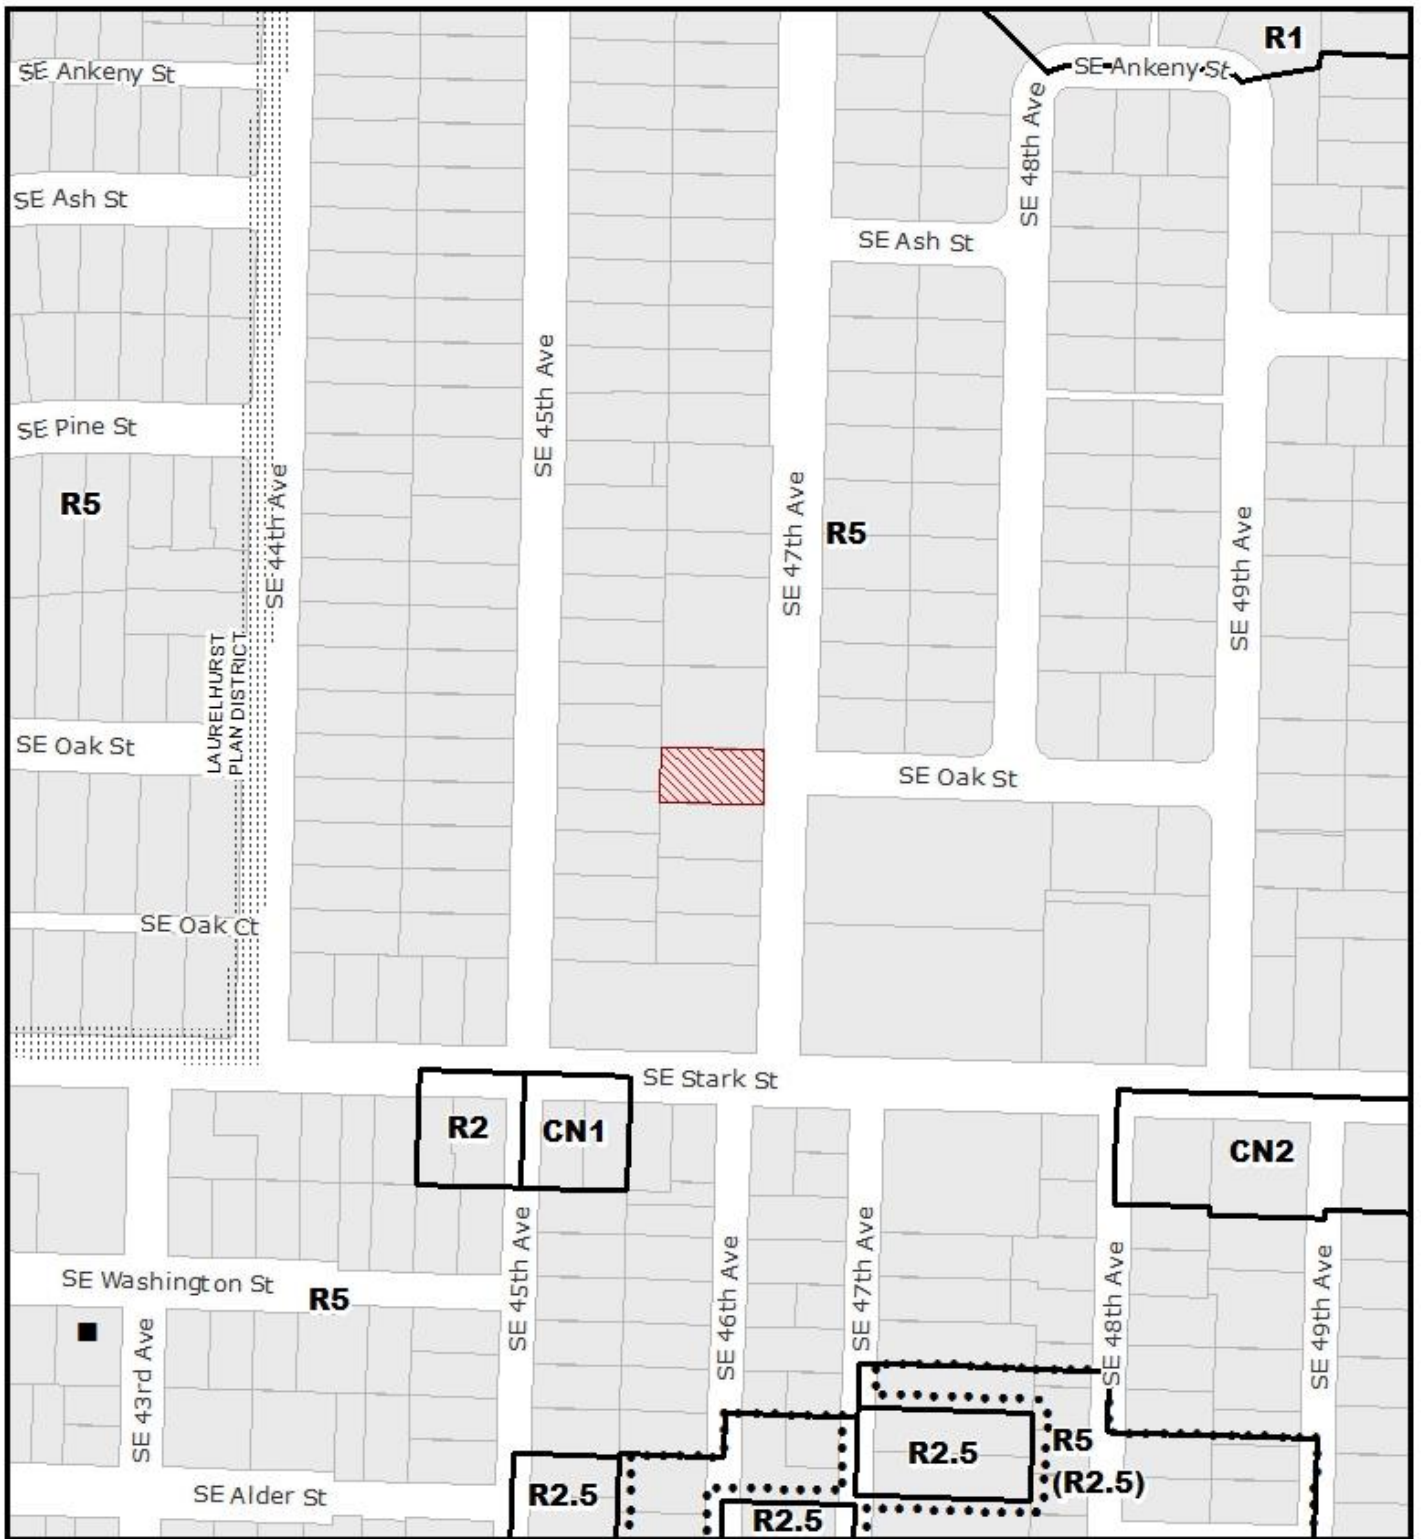 R1
SE Ankeny St
SE Ankeny St
SE 48th Ave
SE Ash St
SE Ash St
SE 45th Ave
SE Pine St
R5
SE 44th Ave
SE 47th Ave
R5
SE 49th Ave
LAURELHURST
PLAN DISTRICT
SE Oak St
SE Oak St
SE Oak Ct
SE Stark St
R2
CN1
CN2
SE Washington St
R5
SE 45th Ave
SE 46th Ave
SE 47th Ave
SE 48th Ave
SE 49th Ave
SE 43rd Ave
R5
(R2.5)
R2.5
SE Alder St
R2.5
R2.5